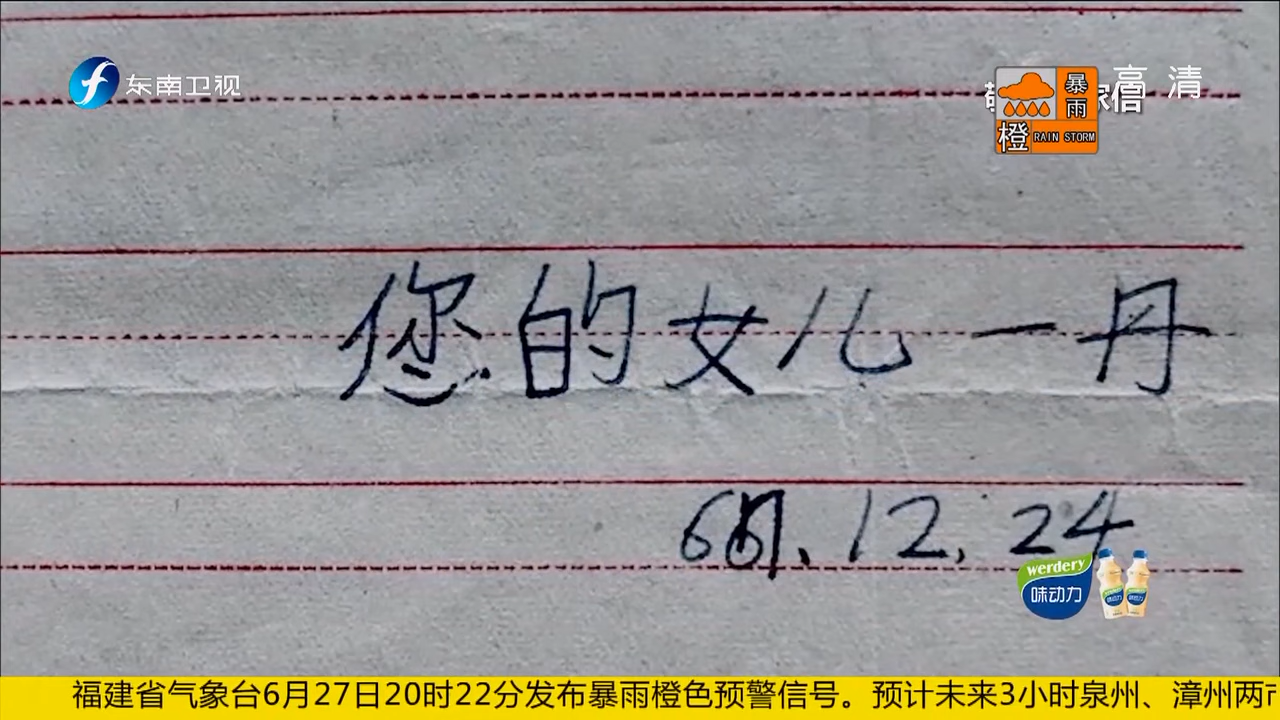 东南卫视
高清
暴雨
橙 RAIN STORM
您的女儿一丹
12.24
werdery
味动力
福建省气象台6月27日20时22分发布暴雨橙色预警信号。预计未来3小时泉州、漳州两市